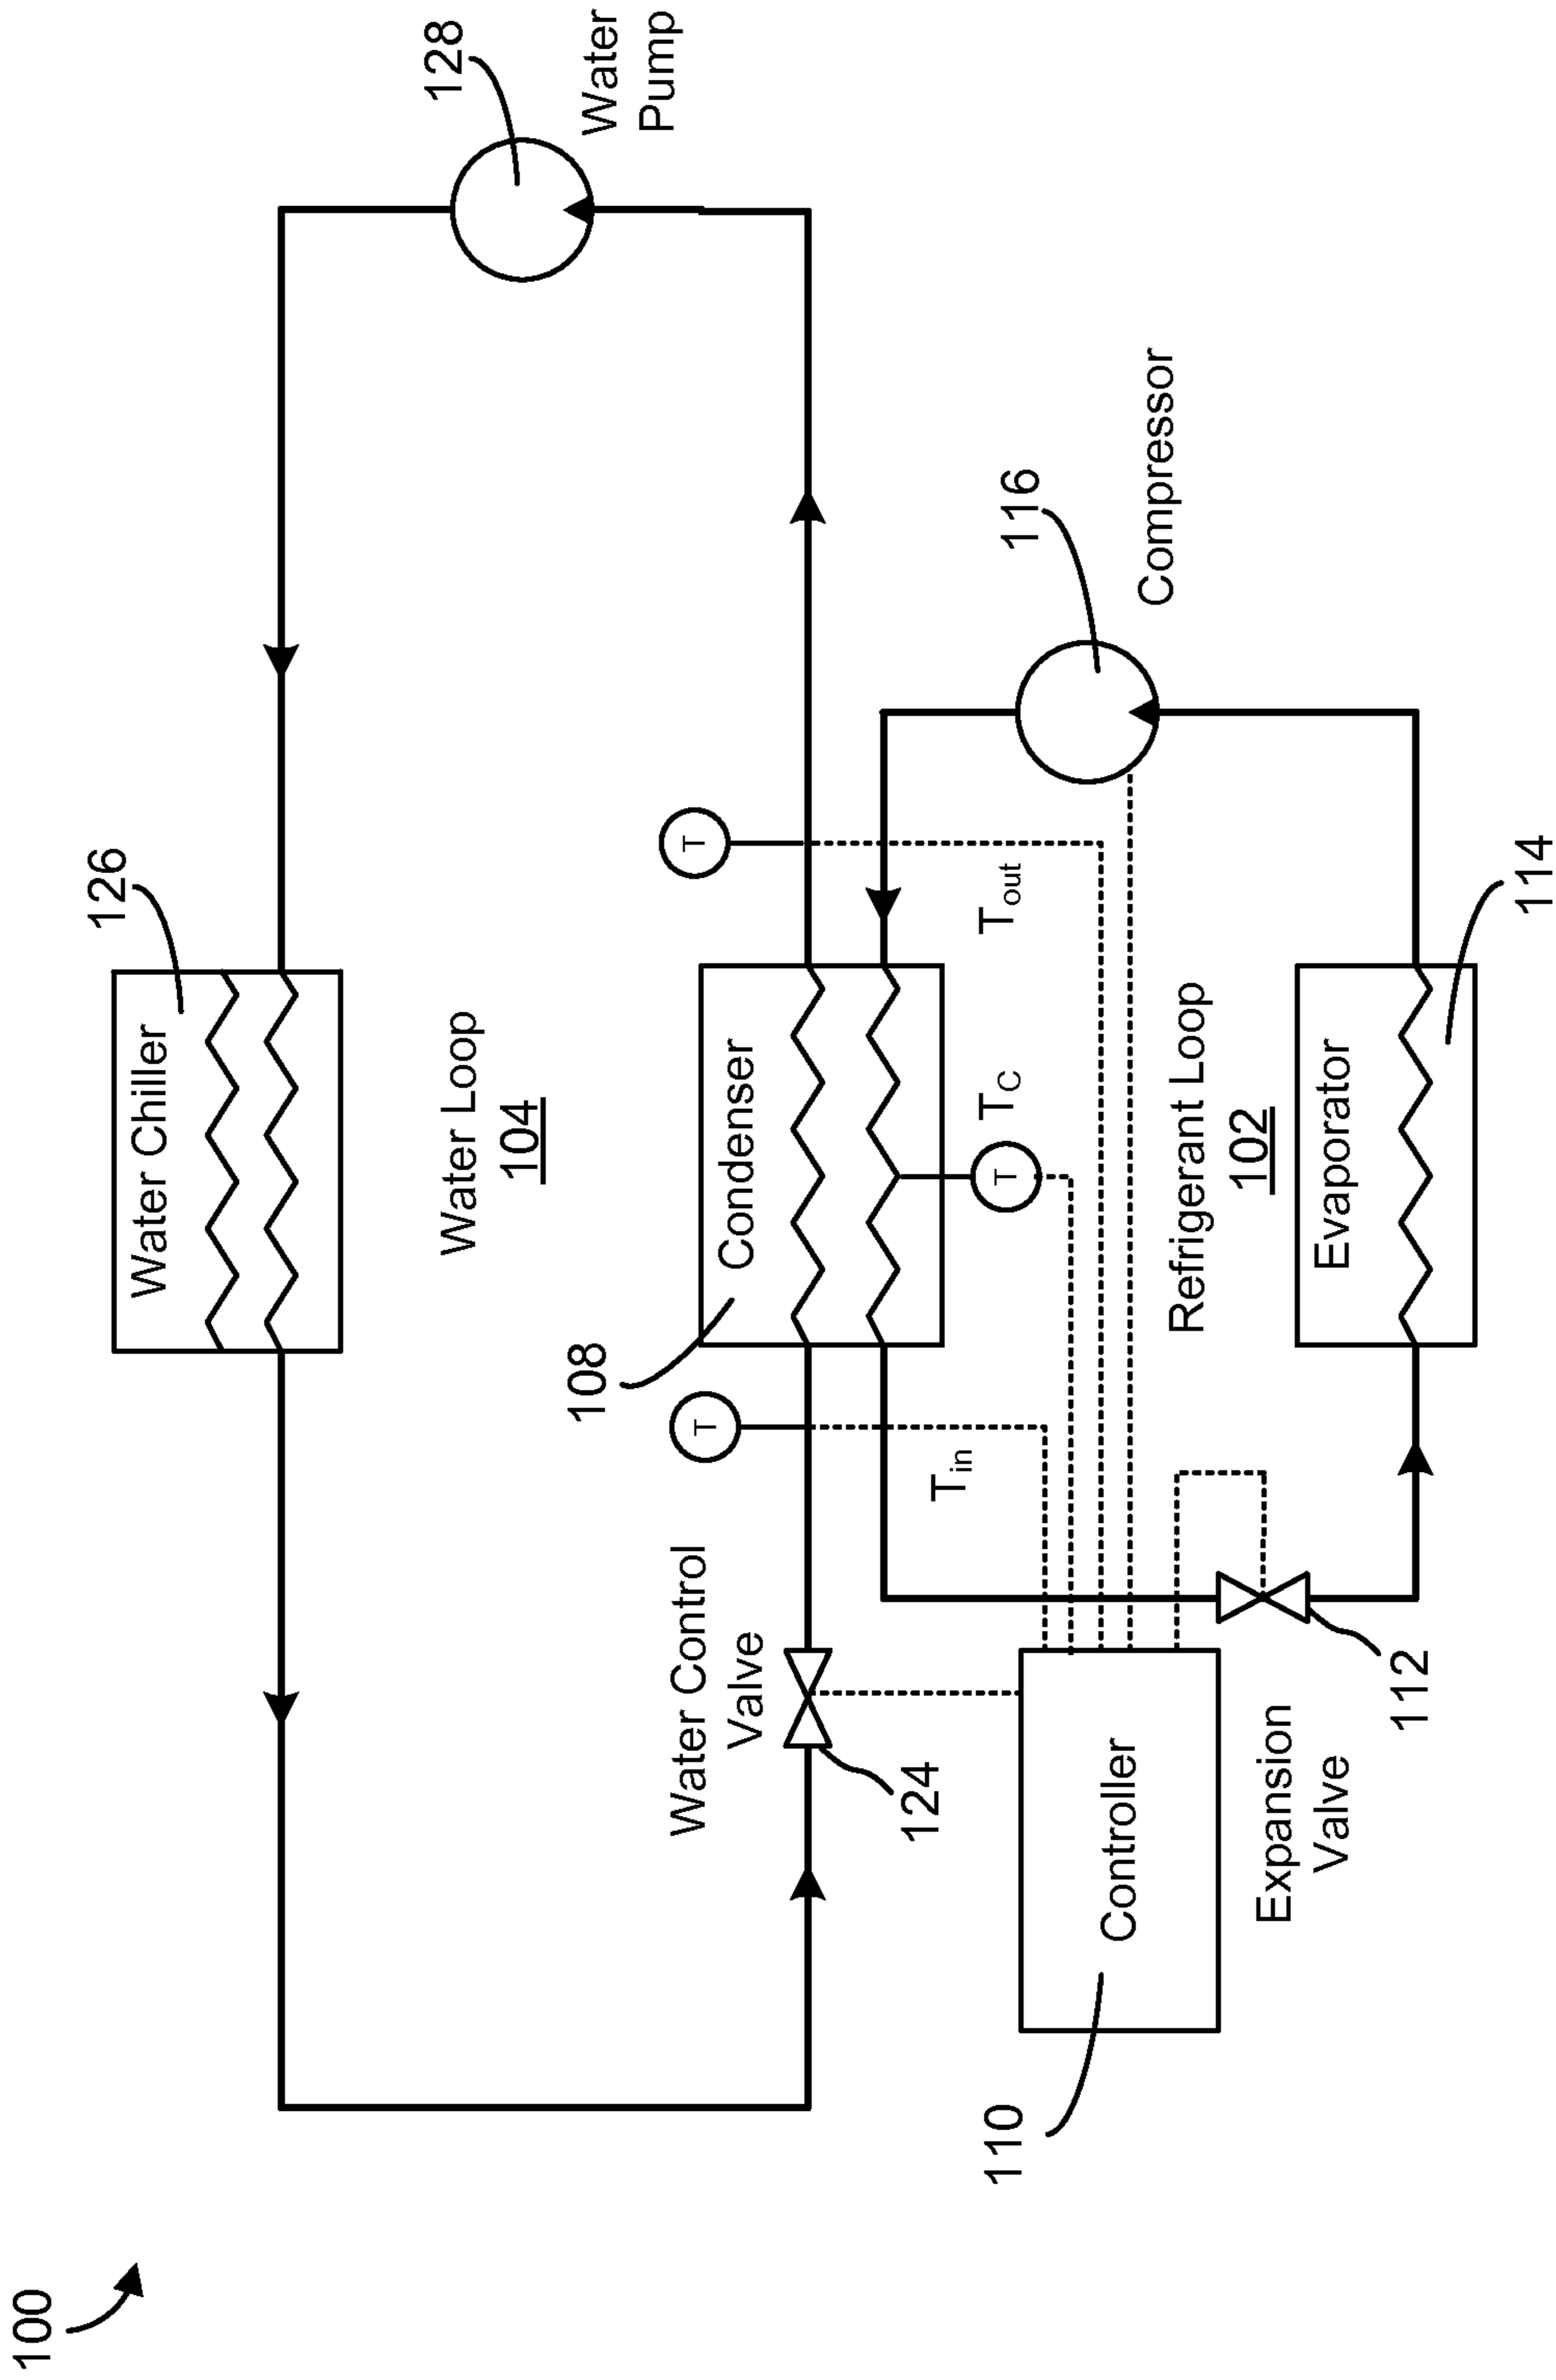 100
126
Water Chiller
128
Water
Pump
Water Loop
104
108
Condenser
T
T
T
T_in
T_C
T_out
Water Control
Valve
124
116
Compressor
Refrigerant Loop
102
110
Controller
Expansion
Valve
112
Evaporator
114